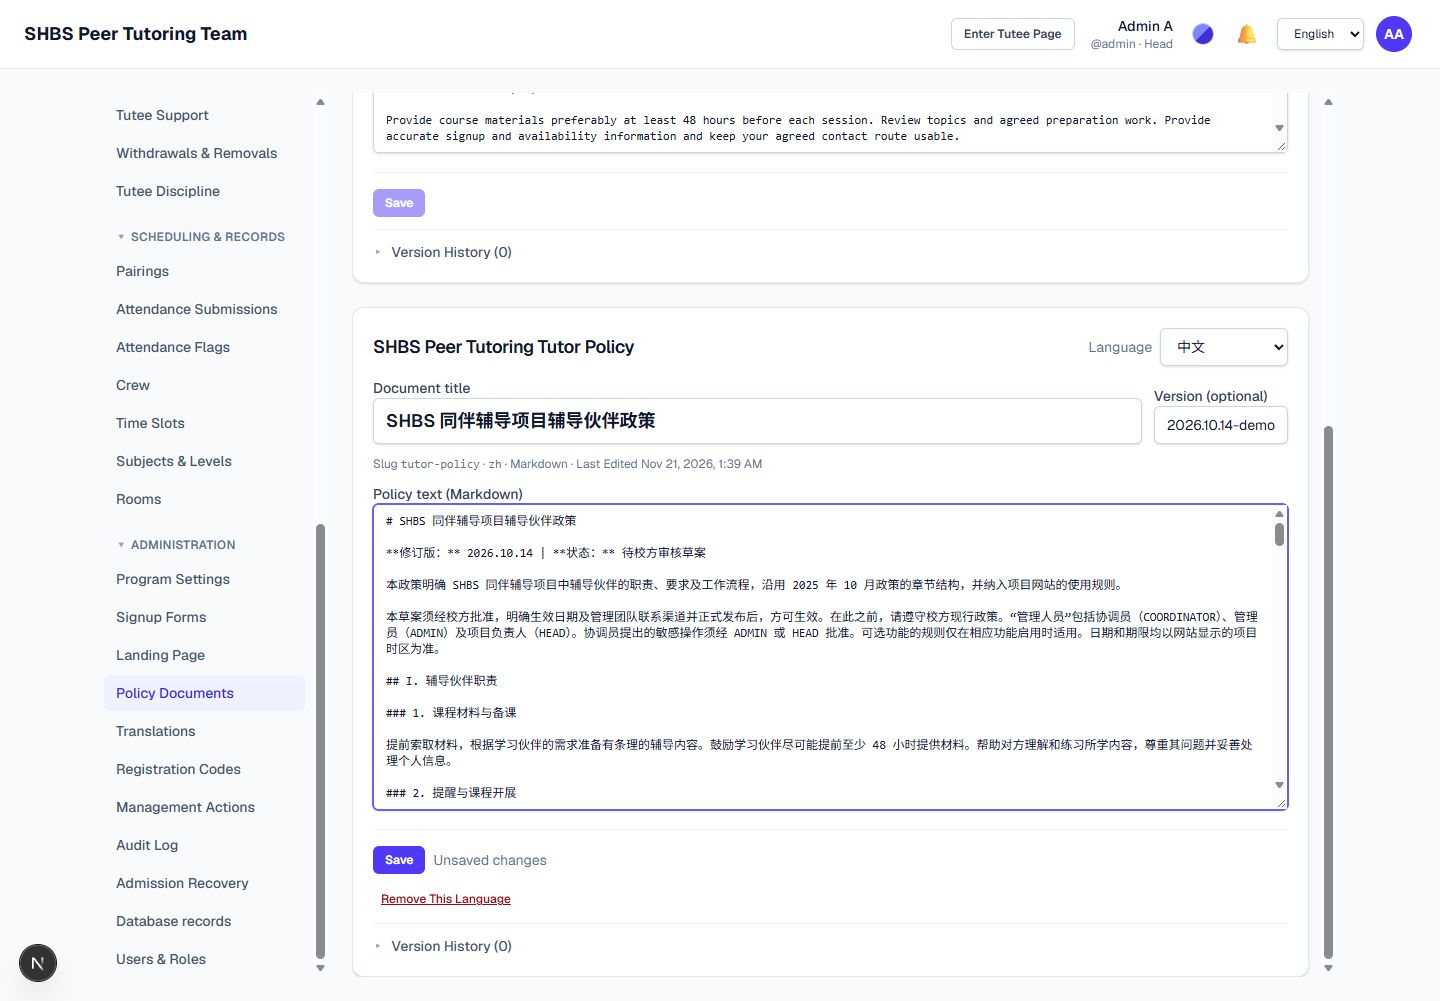 SHBS Peer Tutoring Team
Enter Tutee Page
Admin A
@admin · Head
English
AA
Tutee Support
Withdrawals & Removals
Tutee Discipline
SCHEDULING & RECORDS
Pairings
Attendance Submissions
Attendance Flags
Crew
Time Slots
Subjects & Levels
Rooms
ADMINISTRATION
Program Settings
Signup Forms
Landing Page
Policy Documents
Translations
Registration Codes
Management Actions
Audit Log
Admission Recovery
Database records
Users & Roles
N
Provide course materials preferably at least 48 hours before each session. Review topics and agreed preparation work. Provide
accurate signup and availability information and keep your agreed contact route usable.
Save
Version History (0)
SHBS Peer Tutoring Tutor Policy
Language
中文
Document title
Version (optional)
SHBS 同伴辅导项目辅导伙伴政策
2026.10.14-demo
Slug tutor-policy · zh · Markdown · Last Edited Nov 21, 2026, 1:39 AM
Policy text (Markdown)
# SHBS 同伴辅导项目辅导伙伴政策
**修订版：** 2026.10.14 | **状态：** 待校方审核草案
本政策明确 SHBS 同伴辅导项目中辅导伙伴的职责、要求及工作流程，沿用 2025 年 10 月政策的章节结构，并纳入项目网站的使用规则。
本草案须经校方批准，明确生效日期及管理团队联系渠道并正式发布后，方可生效。在此之前，请遵守校方现行政策。“管理人员”包括协调员（COORDINATOR）、管理
员（ADMIN）及项目负责人（HEAD）。协调员提出的敏感操作须经 ADMIN 或 HEAD 批准。可选功能的规则仅在相应功能启用时适用。日期和期限均以网站显示的项目
时区为准。
## I. 辅导伙伴职责
### 1. 课程材料与备课
提前索取材料，根据学习伙伴的需求准备有条理的辅导内容。鼓励学习伙伴尽可能提前至少 48 小时提供材料。帮助对方理解和练习所学内容，尊重其问题并妥善处
理个人信息。
### 2. 提醒与课程开展
Save
Unsaved changes
Remove This Language
Version History (0)